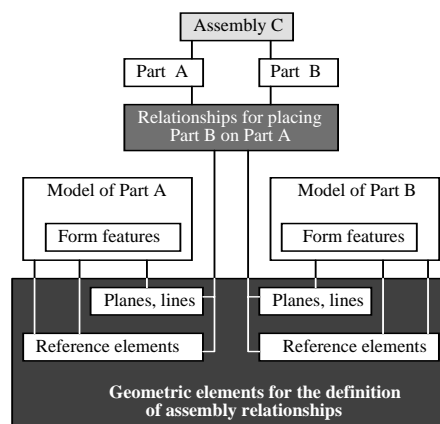 Assembly C
Part A
Part B
Relationships for placing
Part B on Part A
Model of Part A
Model of Part B
Form features
Form features
Planes, lines
Planes, lines
Reference elements
Reference elements
Geometric elements for the definition
of assembly relationships